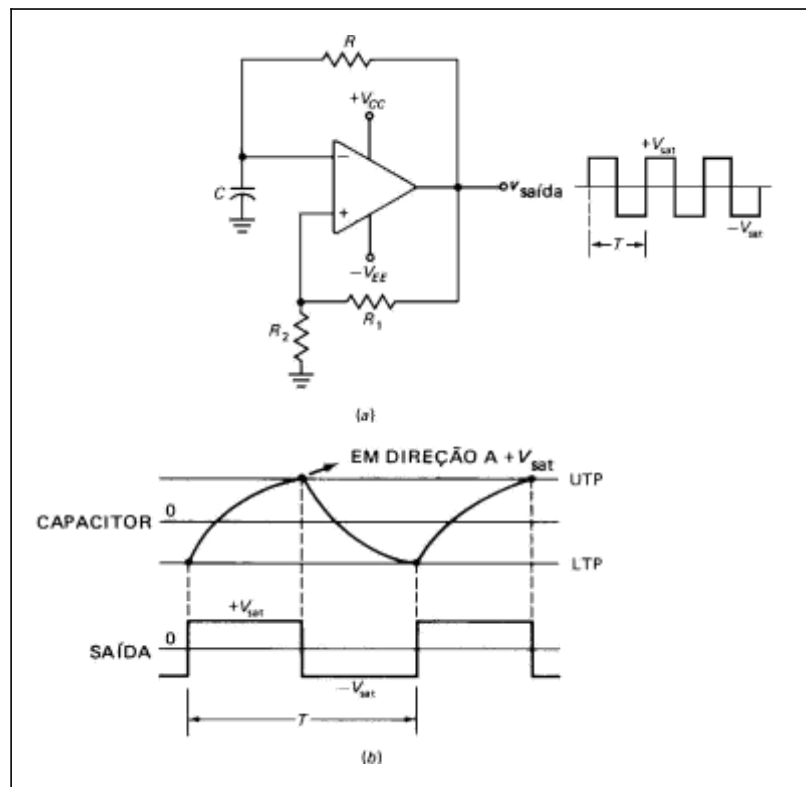 R
+V_CC
−
C
+
v_saída
−V_EE
R_1
R_2
+V_sat
−V_sat
T
(a)
EM DIREÇÃO A +V_sat
UTP
CAPACITOR 0
LTP
+V_sat
SAÍDA 0
−V_sat
T
(b)